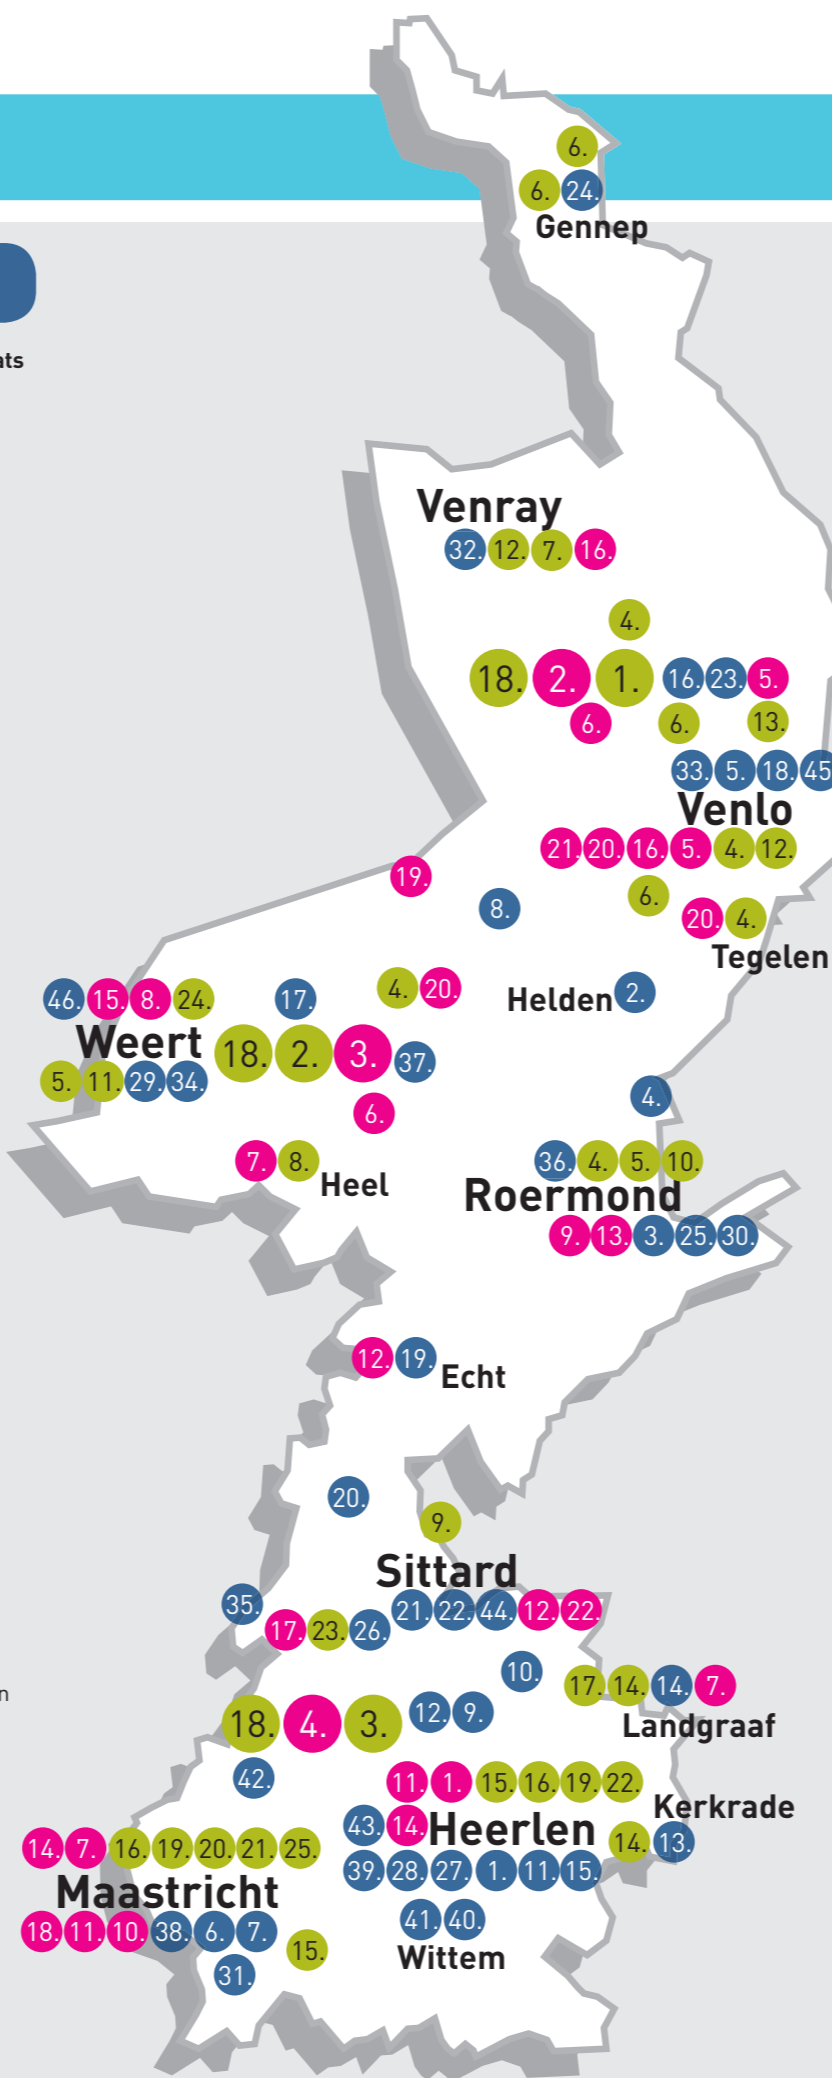 6.
6. 24.
Gennep
ats
Venray
32. 12. 7. 16.
4.
18. 2. 1. 16. 23. 5.
6. 6. 13.
33. 5. 18. 45
Venlo
21. 20. 16. 5. 4. 12.
19.
6.
8.
20. 4.
Tegelen
46. 15. 8. 24. 17. 4. 20.
Helden 2.
Weert 18. 2. 3. 37.
5. 11. 29. 34.
4.
6.
7. 8. Heel
36. 4. 5. 10.
Roermond
9. 13. 3. 25. 30.
12. 19. Echt
20.
9.
Sittard
35.
17. 23. 26. 21. 22. 44. 12. 22.
10.
17. 14. 14. 7.
n
Landgraaf
18. 4. 3. 12. 9.
42.
11. 1. 15. 16. 19. 22.
Kerkrade
43. 14. Heerlen 14. 13.
14. 7. 16. 19. 20. 21. 25.
39. 28. 27. 1. 11. 15.
Maastricht
18. 11. 10. 38. 6. 7.
41. 40.
Wittem
15.
31.